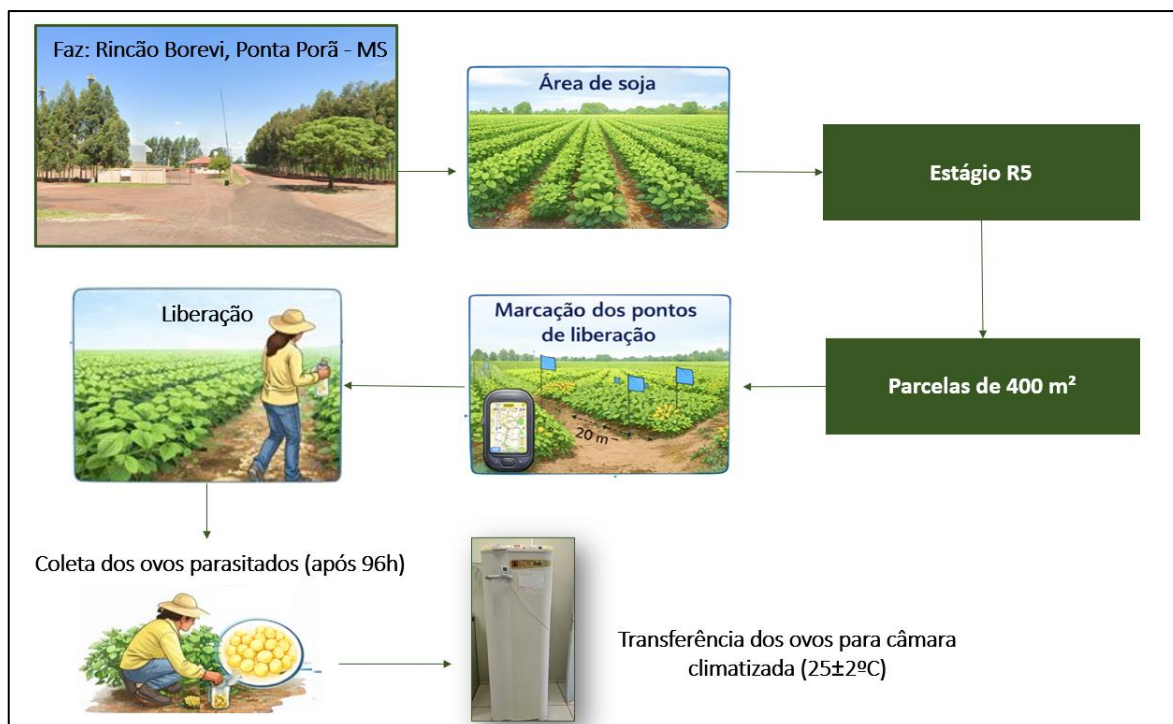 Faz: Rincão Borevi, Ponta Porã - MS
Área de soja
Estágio R5
Parcelas de 400 m²
Marcação dos pontos
de liberação
20 m
Liberação
Coleta dos ovos parasitados (após 96h)
Transferência dos ovos para câmara
climatizada (25±2ºC)